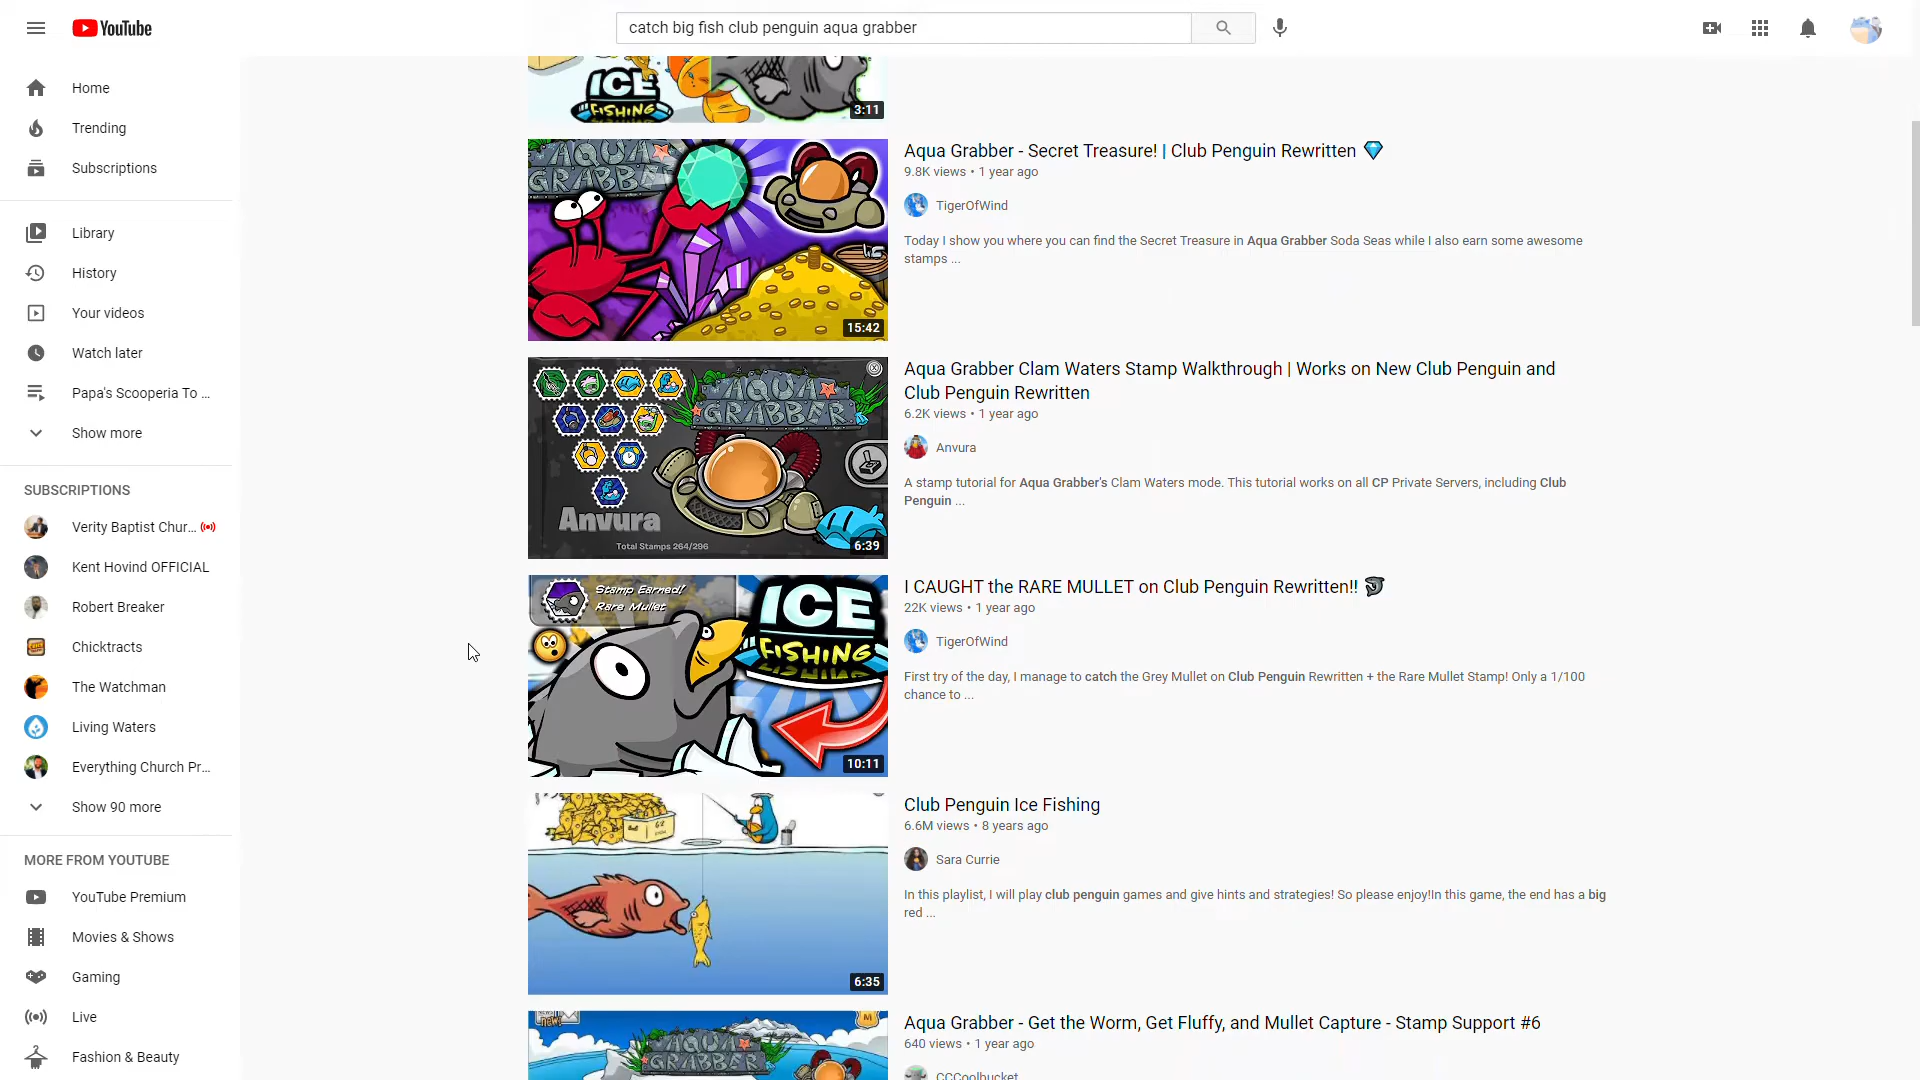 YouTube
catch big fish club penguin aqua grabber
Home
Trending
Subscriptions
Library
History
Your videos
Watch later
Papa's Scooperia To ...
Show more
SUBSCRIPTIONS
Verity Baptist Chur...
Kent Hovind OFFICIAL
Robert Breaker
Chicktracts
The Watchman
Living Waters
Everything Church Pr...
Show 90 more
MORE FROM YOUTUBE
YouTube Premium
Movies & Shows
Gaming
Live
Fashion & Beauty
ICE
FISHING
3:11
AQUA
GRABBER
15:42
Aqua Grabber - Secret Treasure! | Club Penguin Rewritten
9.8K views • 1 year ago
TigerOfWind
Today I show you where you can find the Secret Treasure in Aqua Grabber Soda Seas while I also earn some awesome
stamps ...
AQUA
GRABBER
Anvura
Total Stamps 264/296
6:39
Aqua Grabber Clam Waters Stamp Walkthrough | Works on New Club Penguin and
Club Penguin Rewritten
6.2K views • 1 year ago
Anvura
A stamp tutorial for Aqua Grabber's Clam Waters mode. This tutorial works on all CP Private Servers, including Club
Penguin ...
Stamp Earned!
Rare Mullet
ICE
FISHING
10:11
I CAUGHT the RARE MULLET on Club Penguin Rewritten!!
22K views • 1 year ago
TigerOfWind
First try of the day, I manage to catch the Grey Mullet on Club Penguin Rewritten + the Rare Mullet Stamp! Only a 1/100
chance to ...
6:35
Club Penguin Ice Fishing
6.6M views • 8 years ago
Sara Currie
In this playlist, I will play club penguin games and give hints and strategies! So please enjoy!In this game, the end has a big
red ...
NEW!
M
AQUA
GRABBER
Aqua Grabber - Get the Worm, Get Fluffy, and Mullet Capture - Stamp Support #6
640 views • 1 year ago
CCCoolbucket